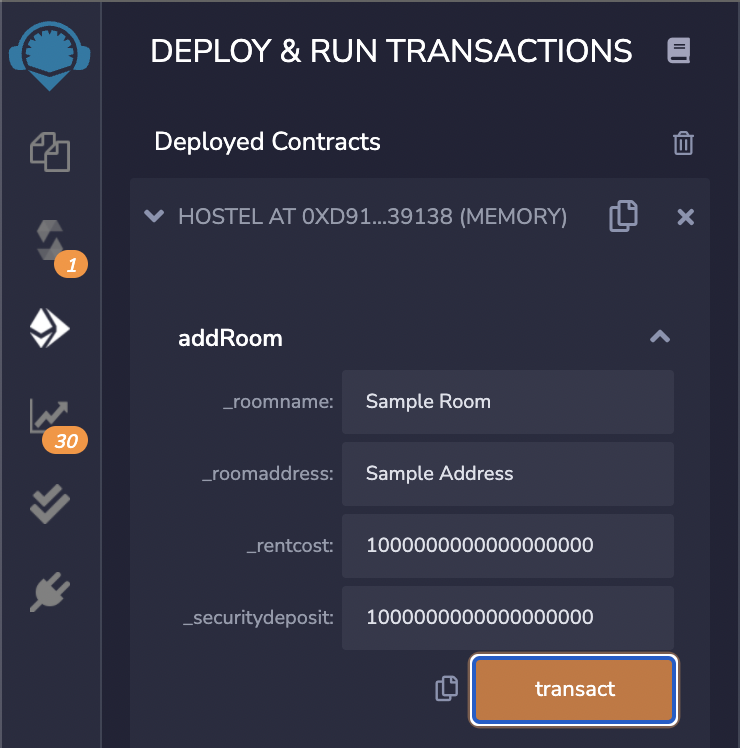 DEPLOY & RUN TRANSACTIONS
Deployed Contracts
HOSTEL AT 0XD91...39138 (MEMORY)
1
addRoom
_roomname: Sample Room
30
_roomaddress: Sample Address
_rentcost: 1000000000000000000
_securitydeposit: 1000000000000000000
transact